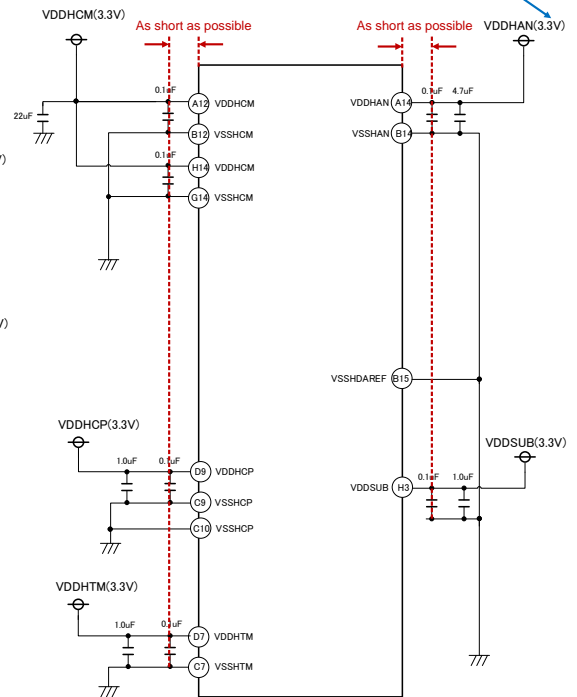 VDDHCM(3.3V)
As short as possible
As short as possible
VDDHAN(3.3V)
0.1uF
A12 VDDHCM
22uF
B12 VSSHCM
0.1uF
H14 VDDHCM
G14 VSSHCM
VDDHAN A14
0.1uF
4.7uF
VSSHAN B14
V)
V)
VSSHDAREF B15
VDDHCP(3.3V)
1.0uF
0.1uF
D9 VDDHCP
C9 VSSHCP
C10 VSSHCP
VDDSUB(3.3V)
VDDSUB H3
0.1uF
1.0uF
VDDHTM(3.3V)
1.0uF
0.1uF
D7 VDDHTM
C7 VSSHTM